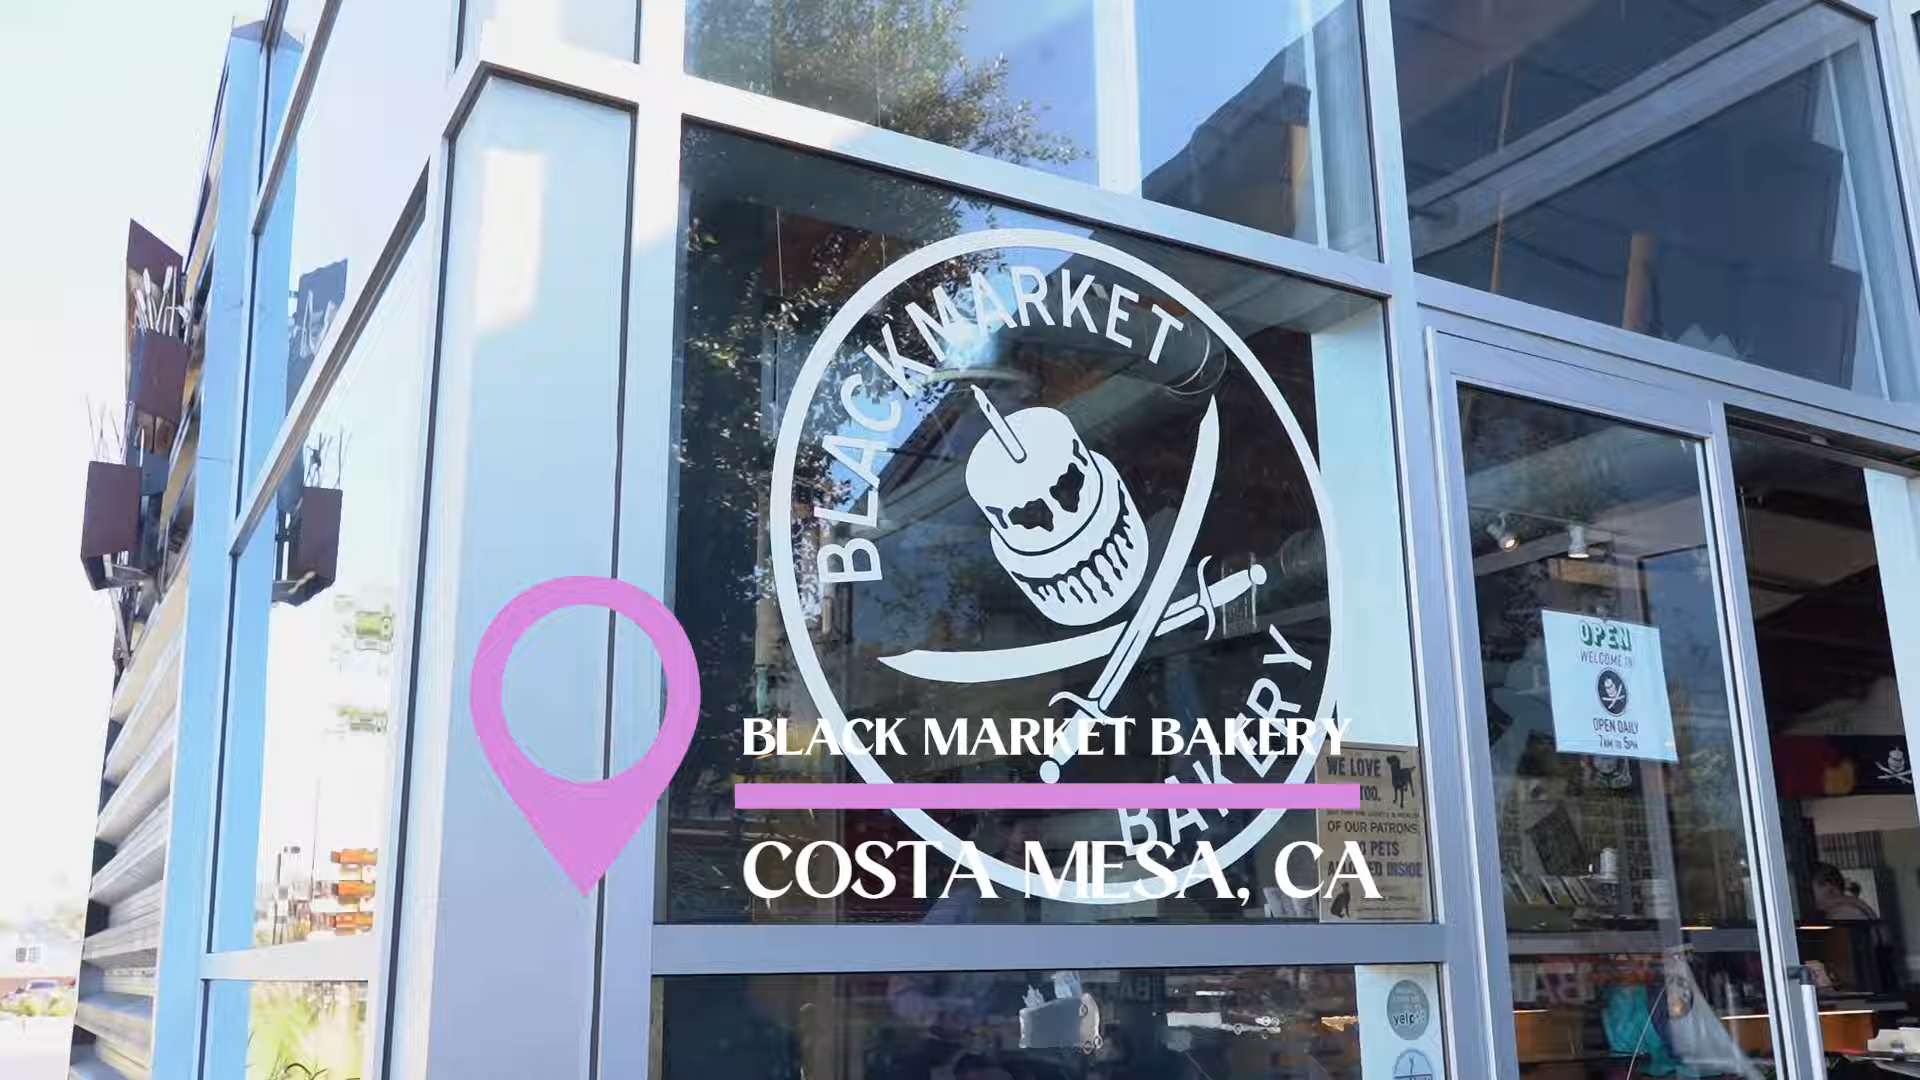 BLACKMARKET
BAKERY
OPEN
WELCOME IN!
OPEN DAILY
7AM TO 5PM
BLACK MARKET BAKERY
COSTA MESA, CA
WE LOVE
TOO.
OF OUR PATRONS,
PETS
INSIDE
yelp